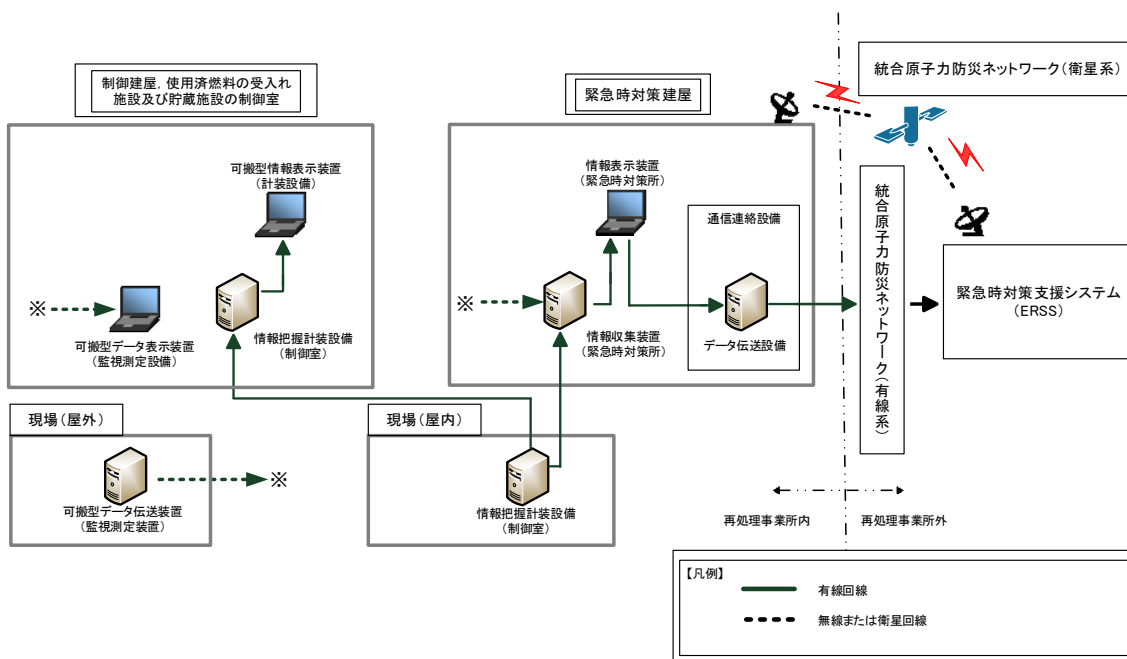 制御建屋，使用済燃料の受入れ
施設及び貯蔵施設の制御室
緊急時対策建屋
統合原子力防災ネットワーク（衛星系）
可搬型情報表示装置
（計装設備）
※
可搬型データ表示装置
（監視測定設備）
情報把握計装設備
（制御室）
情報表示装置
（緊急時対策所）
※
情報収集装置
（緊急時対策所）
通信連絡設備
データ伝送設備
統合原子力防災ネットワーク（有線系）
緊急時対策支援システム
（ERSS）
現場（屋外）
可搬型データ伝送装置
（監視測定装置）
※
現場（屋内）
情報把握計装設備
（制御室）
再処理事業所内
再処理事業所外
【凡例】
有線回線
無線または衛星回線